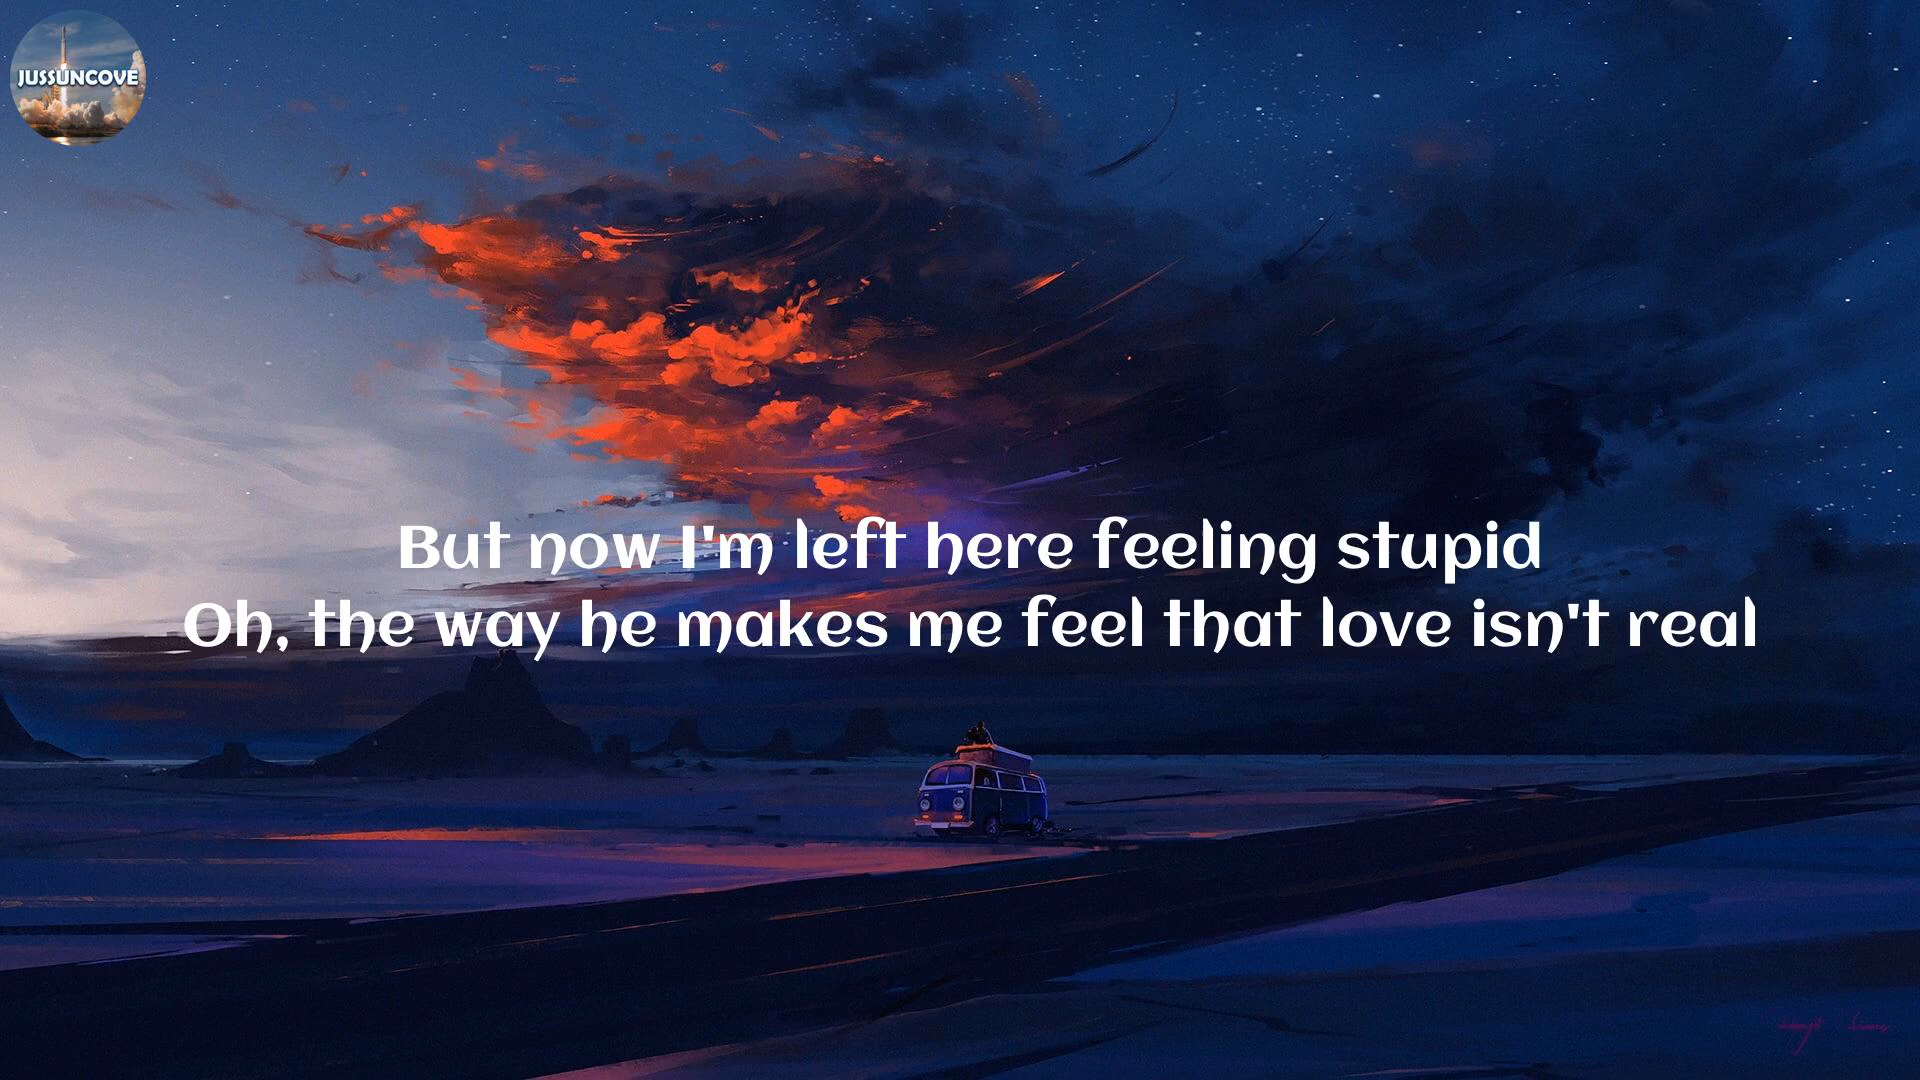 JUSSUNCOVE
But now I'm left here feeling stupid
Oh, the way he makes me feel that love isn't real